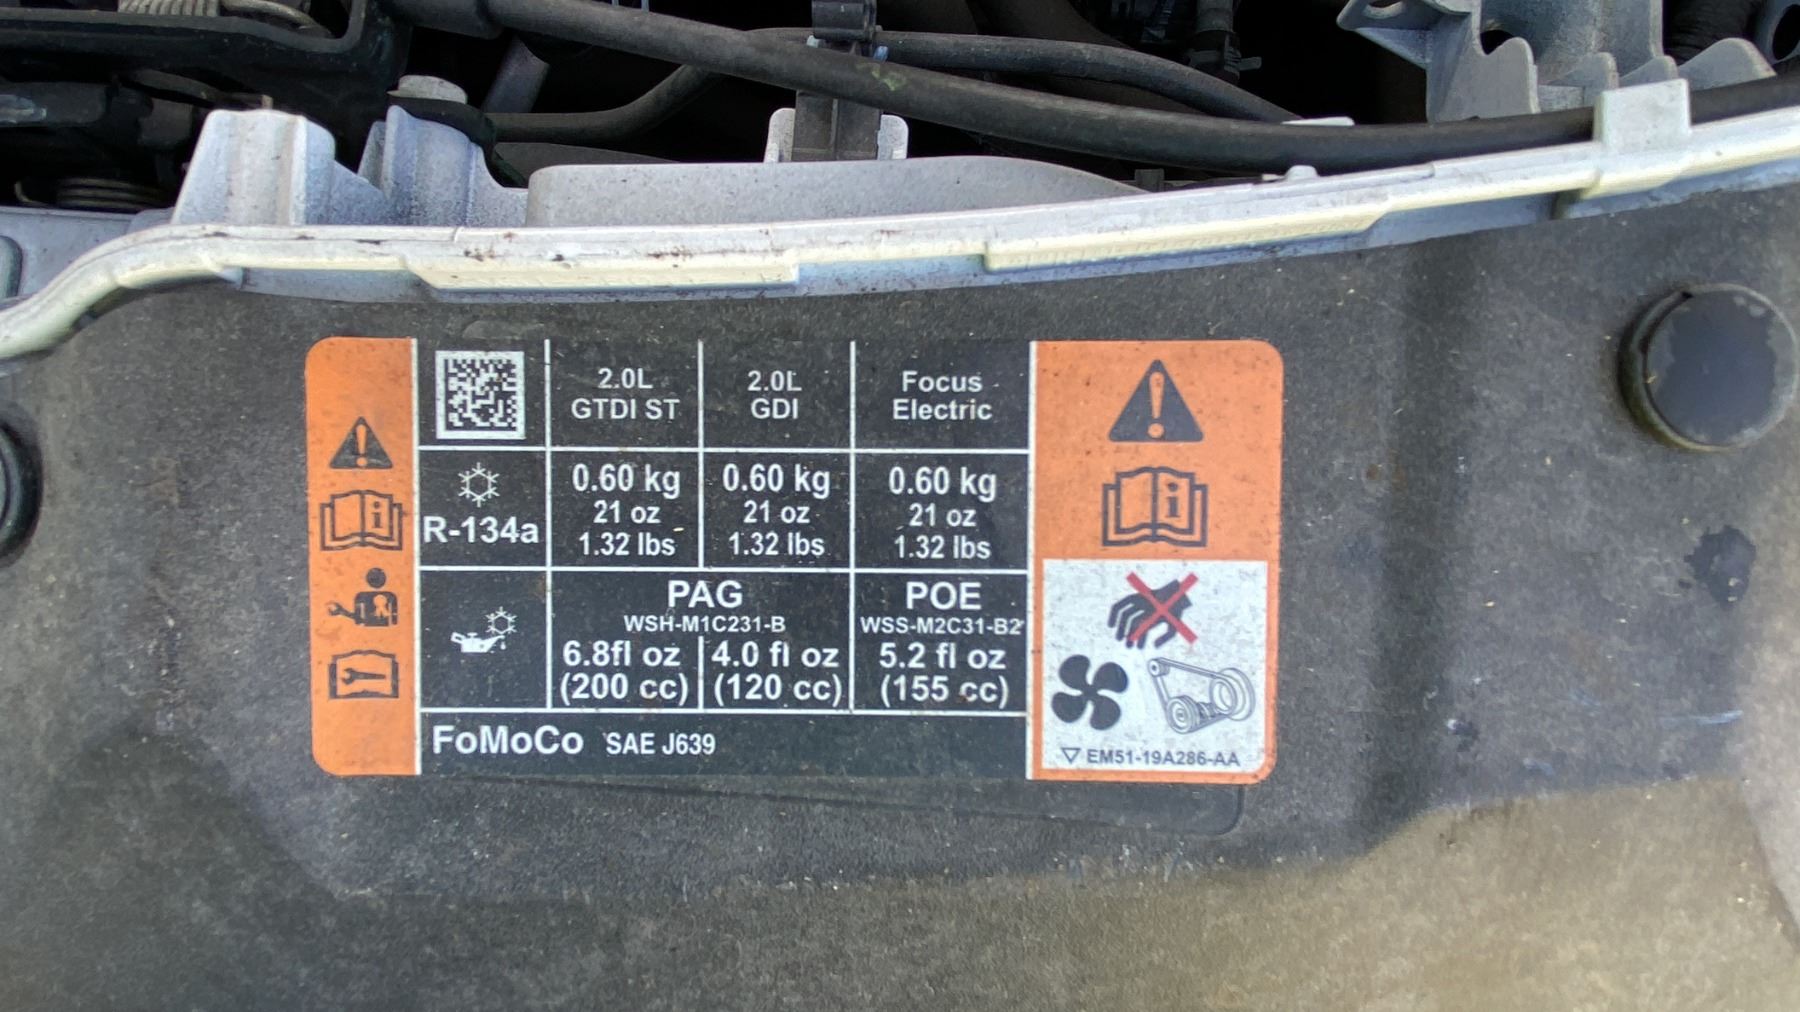 2.0L
GTDI ST
2.0L
GDI
Focus
Electric
R-134a
0.60 kg
21 oz
1.32 lbs
0.60 kg
21 oz
1.32 lbs
0.60 kg
21 oz
1.32 lbs
PAG
WSH-M1C231-B
6.8fl oz
(200 cc)
4.0 fl oz
(120 cc)
POE
WSS-M2C31-B2
5.2 fl oz
(155 cc)
FoMoCo SAE J639
EM51-19A286-AA